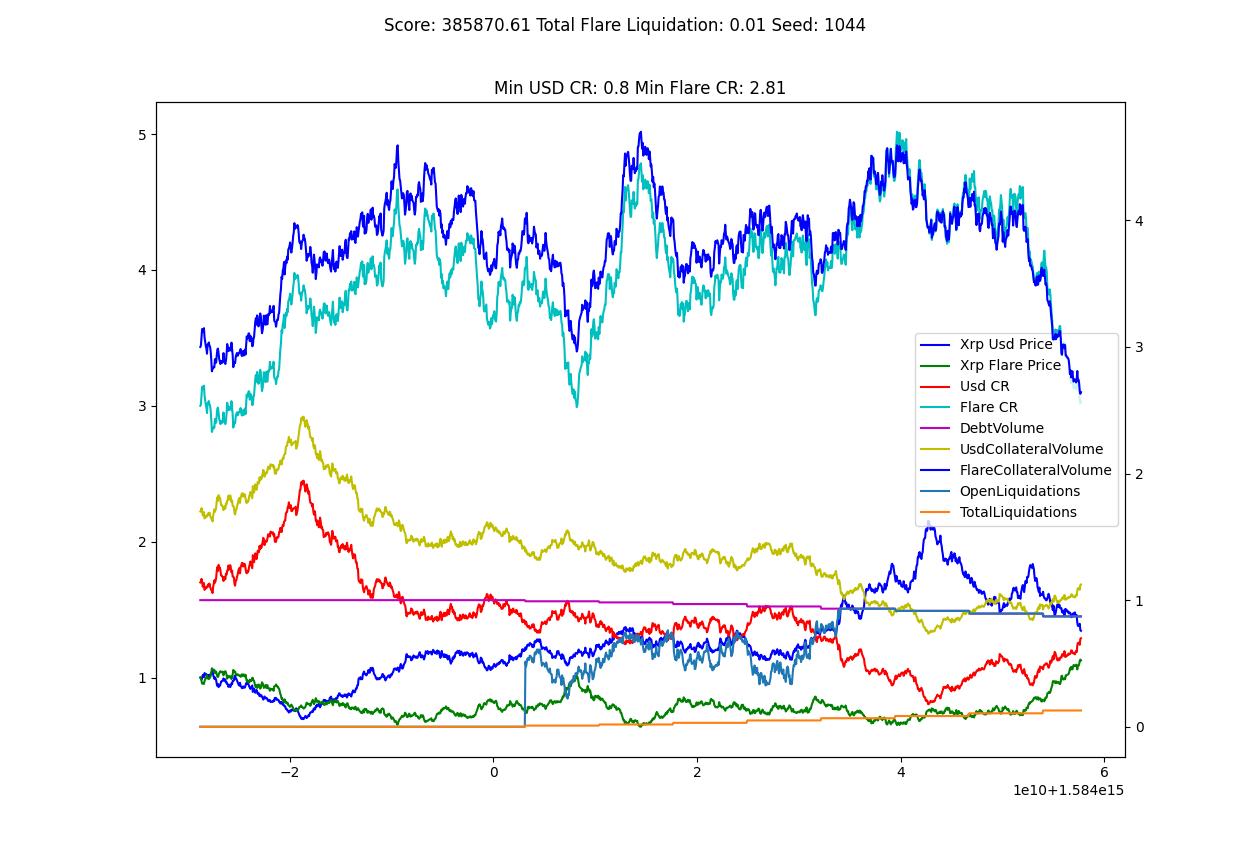 Score: 385870.61 Total Flare Liquidation: 0.01 Seed: 1044
Min USD CR: 0.8 Min Flare CR: 2.81
5
4
3
2
1
4
3
2
1
0
Xrp Usd Price
Xrp Flare Price
Usd CR
Flare CR
DebtVolume
UsdCollateralVolume
FlareCollateralVolume
OpenLiquidations
TotalLiquidations
−2
0
2
4
6
1e10+1.584e15